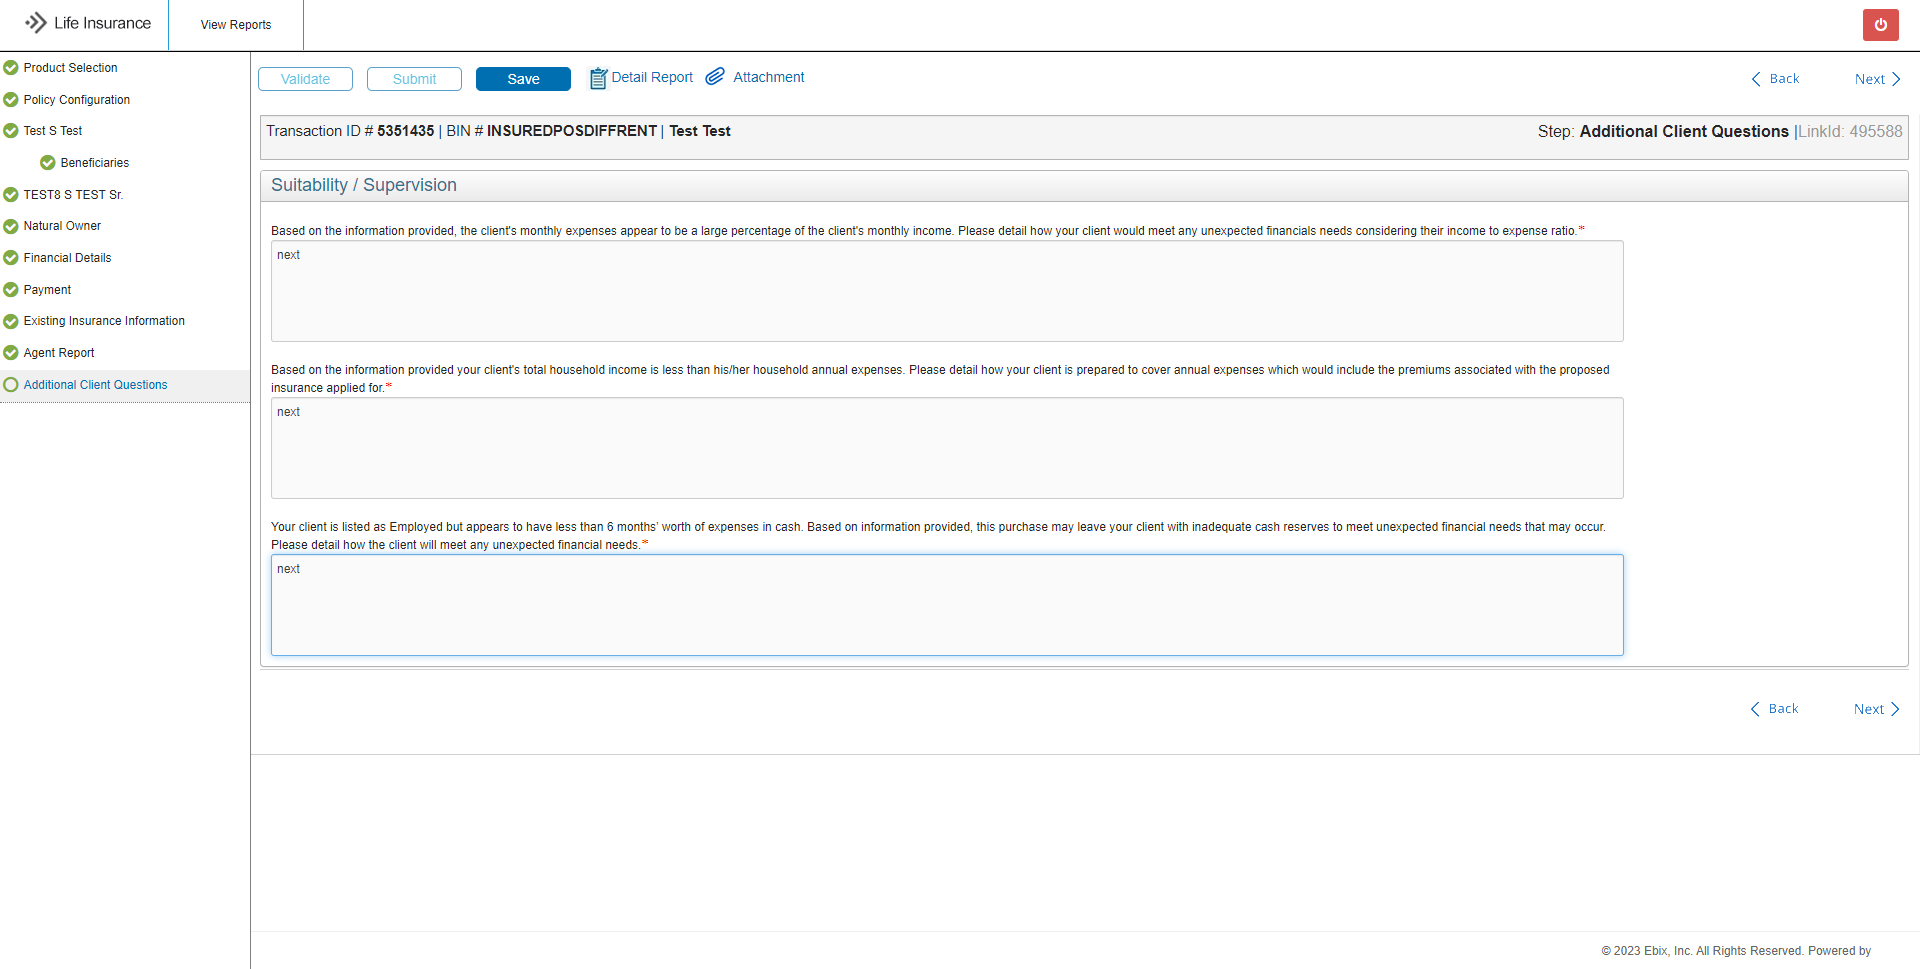 Life Insurance
View Reports
Product Selection
Policy Configuration
Test S Test
Beneficiaries
TEST8 S TEST Sr.
Natural Owner
Financial Details
Payment
Existing Insurance Information
Agent Report
Additional Client Questions
Validate
Submit
Save
Detail Report
Attachment
Back
Next
Transaction ID # 5351435 | BIN # INSUREDPOSDIFFRENT | Test Test
Step: Additional Client Questions |LinkId: 495588
Suitability / Supervision
Based on the information provided, the client's monthly expenses appear to be a large percentage of the client's monthly income. Please detail how your client would meet any unexpected financials needs considering their income to expense ratio.*
next
Based on the information provided your client's total household income is less than his/her household annual expenses. Please detail how your client is prepared to cover annual expenses which would include the premiums associated with the proposed
insurance applied for.*
next
Your client is listed as Employed but appears to have less than 6 months' worth of expenses in cash. Based on information provided, this purchase may leave your client with inadequate cash reserves to meet unexpected financial needs that may occur.
Please detail how the client will meet any unexpected financial needs.*
next
Back
Next
© 2023 Ebix, Inc. All Rights Reserved. Powered by